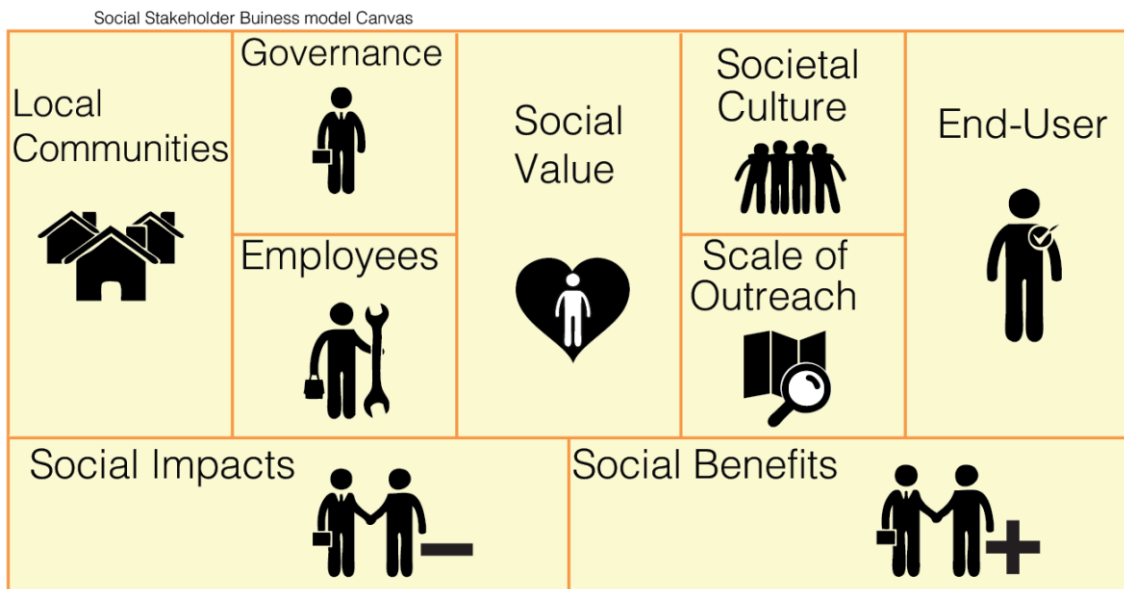 Social Stakeholder Buiness model Canvas
Local
Communities
Governance
Employees
Social
Value
Societal
Culture
Scale of
Outreach
End-User
Social Impacts
Social Benefits